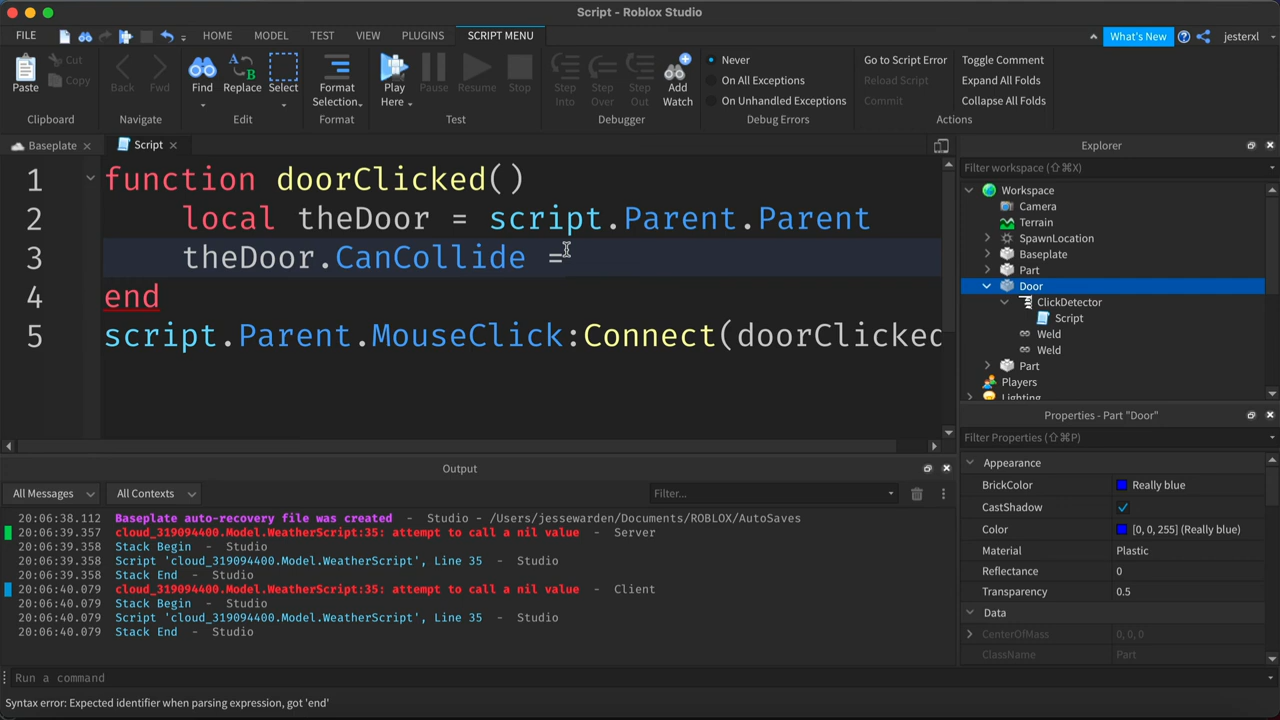 Script - Roblox Studio
FILE HOME MODEL TEST VIEW PLUGINS SCRIPT MENU What's New jesterxl
Paste Cut Copy Back Fwd Find Replace Select Format Selection Play Here Pause Resume Stop Step Into Step Over Step Out Add Watch
Never Go to Script Error Toggle Comment
On All Exceptions Reload Script Expand All Folds
On Unhandled Exceptions Commit Collapse All Folds
Clipboard Navigate Edit Format Test Debugger Debug Errors Actions
Baseplate Script
1 function doorClicked()
2 local theDoor = script.Parent.Parent
3 theDoor.CanCollide =
4 end
5 script.Parent.MouseClick:Connect(doorClicked
Explorer
Filter workspace (⇧⌘X)
Workspace
Camera
Terrain
SpawnLocation
Baseplate
Part
Door
ClickDetector
Script
Weld
Weld
Part
Players
Lighting
Properties - Part "Door"
Filter Properties (⇧⌘P)
Appearance
BrickColor Really blue
CastShadow
Color [0, 0, 255] (Really blue)
Material Plastic
Reflectance 0
Transparency 0.5
Data
CenterOfMass 0, 0, 0
ClassName Part
Output
All Messages All Contexts Filter...
20:06:38.112 Baseplate auto-recovery file was created - Studio - /Users/jessewarden/Documents/ROBLOX/AutoSaves
20:06:39.357 cloud_319094400.Model.WeatherScript:35: attempt to call a nil value - Server
20:06:39.358 Stack Begin - Studio
20:06:39.358 Script 'cloud_319094400.Model.WeatherScript', Line 35 - Studio
20:06:39.358 Stack End - Studio
20:06:40.079 cloud_319094400.Model.WeatherScript:35: attempt to call a nil value - Client
20:06:40.079 Stack Begin - Studio
20:06:40.079 Script 'cloud_319094400.Model.WeatherScript', Line 35 - Studio
20:06:40.079 Stack End - Studio
Run a command
Syntax error: Expected identifier when parsing expression, got 'end'